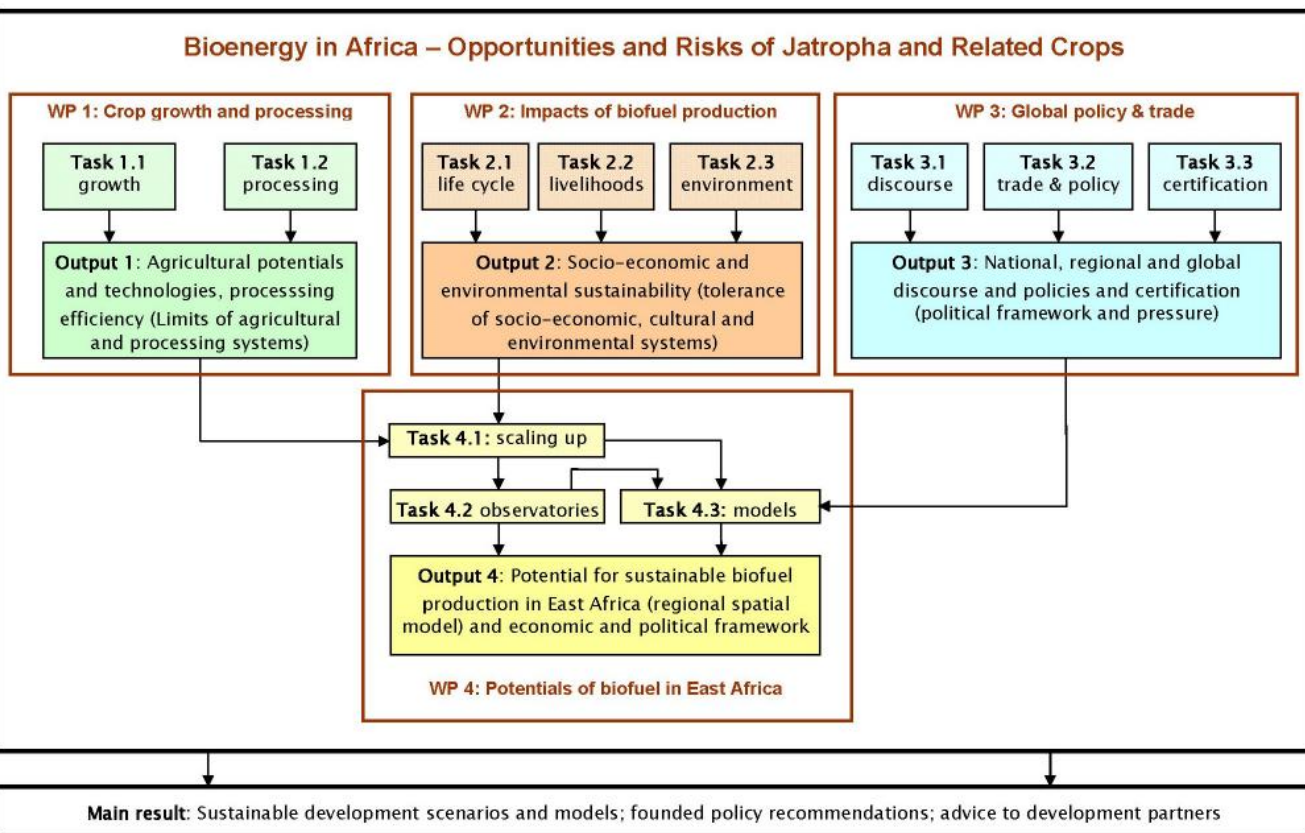 Bioenergy in Africa – Opportunities and Risks of Jatropha and Related Crops
WP 1: Crop growth and processing
Task 1.1
growth
Task 1.2
processing
Output 1: Agricultural potentials
and technologies, processsing
efficiency (Limits of agricultural
and processing systems)
WP 2: Impacts of biofuel production
Task 2.1
life cycle
Task 2.2
livelihoods
Task 2.3
environment
Output 2: Socio-economic and
environmental sustainability (tolerance
of socio-economic, cultural and
environmental systems)
WP 3: Global policy & trade
Task 3.1
discourse
Task 3.2
trade & policy
Task 3.3
certification
Output 3: National, regional and global
discourse and policies and certification
(political framework and pressure)
Task 4.1: scaling up
Task 4.2 observatories
Task 4.3: models
Output 4: Potential for sustainable biofuel
production in East Africa (regional spatial
model) and economic and political framework
WP 4: Potentials of biofuel in East Africa
Main result: Sustainable development scenarios and models; founded policy recommendations; advice to development partners